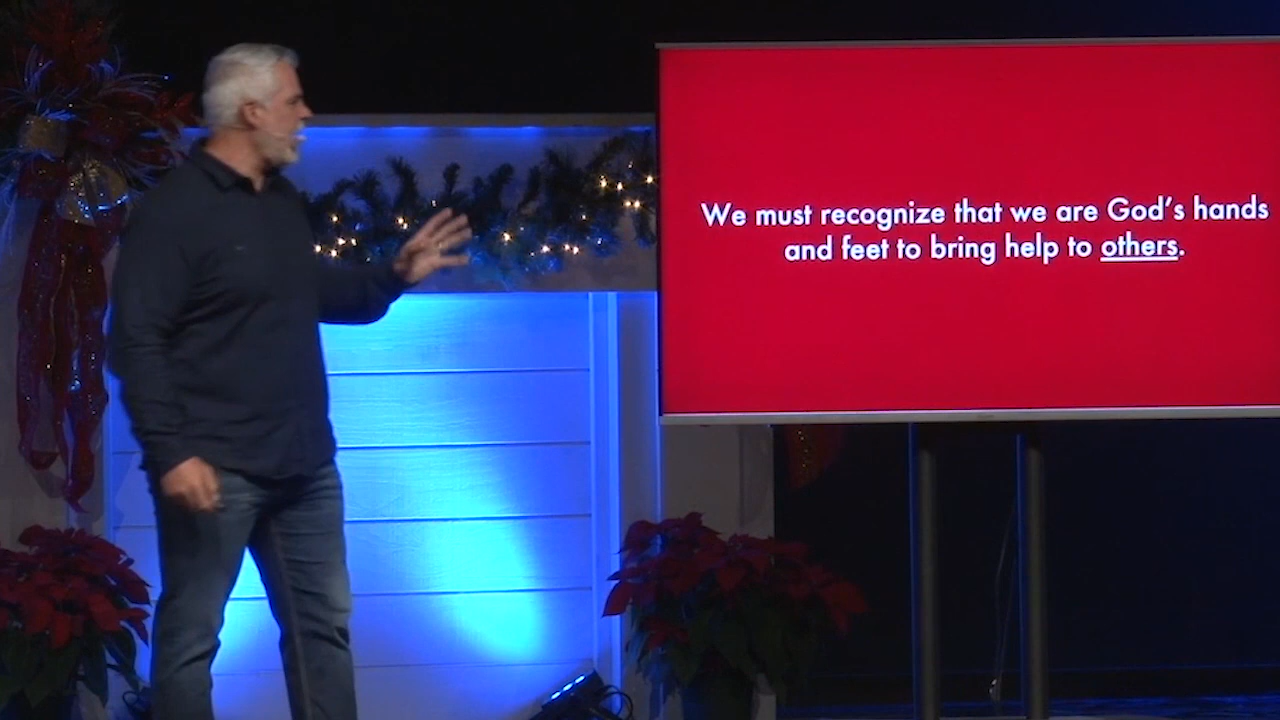 We must recognize that we are God's hands
and feet to bring help to others.